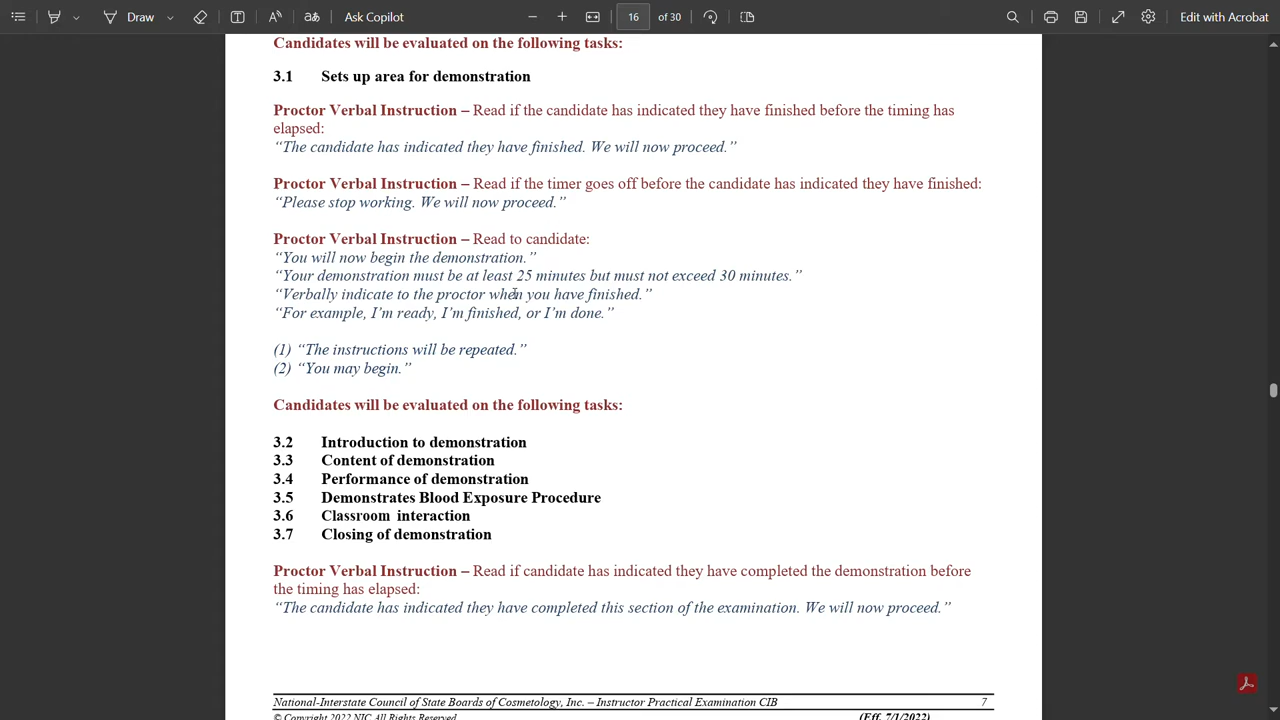 Draw
Ask Copilot
16 of 30
Edit with Acrobat
Candidates will be evaluated on the following tasks:
3.1 Sets up area for demonstration
Proctor Verbal Instruction – Read if the candidate has indicated they have finished before the timing has
elapsed:
“The candidate has indicated they have finished. We will now proceed.”
Proctor Verbal Instruction – Read if the timer goes off before the candidate has indicated they have finished:
“Please stop working. We will now proceed.”
Proctor Verbal Instruction – Read to candidate:
“You will now begin the demonstration.”
“Your demonstration must be at least 25 minutes but must not exceed 30 minutes.”
“Verbally indicate to the proctor when you have finished.”
“For example, I’m ready, I’m finished, or I’m done.”
(1) “The instructions will be repeated.”
(2) “You may begin.”
Candidates will be evaluated on the following tasks:
3.2 Introduction to demonstration
3.3 Content of demonstration
3.4 Performance of demonstration
3.5 Demonstrates Blood Exposure Procedure
3.6 Classroom interaction
3.7 Closing of demonstration
Proctor Verbal Instruction – Read if candidate has indicated they have completed the demonstration before
the timing has elapsed:
“The candidate has indicated they have completed this section of the examination. We will now proceed.”
National-Interstate Council of State Boards of Cosmetology, Inc. – Instructor Practical Examination CIB 7
© Copyright 2022 NIC All Rights Reserved (Eff. 7/1/2022)